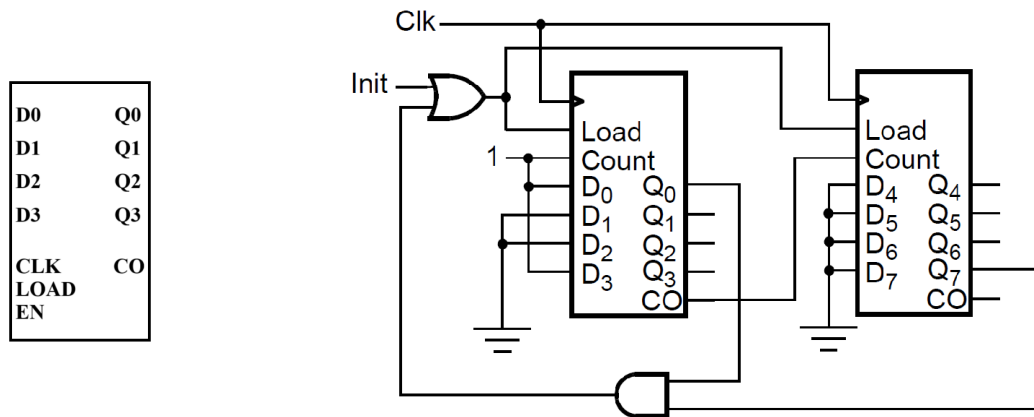 D0 Q0
D1 Q1
D2 Q2
D3 Q3
CLK CO
LOAD
EN
Clk
Init
1
Load
Count
D0 Q0
D1 Q1
D2 Q2
D3 Q3
CO
Load
Count
D4 Q4
D5 Q5
D6 Q6
D7 Q7
CO